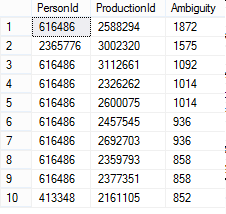 PersonId ProductionId Ambiguity
1 616486 2588294 1872
2 2365776 3002320 1575
3 616486 3112661 1092
4 616486 2326262 1014
5 616486 2600075 1014
6 616486 2457545 936
7 616486 2692703 936
8 616486 2359793 858
9 616486 2377351 858
10 413348 2161105 852